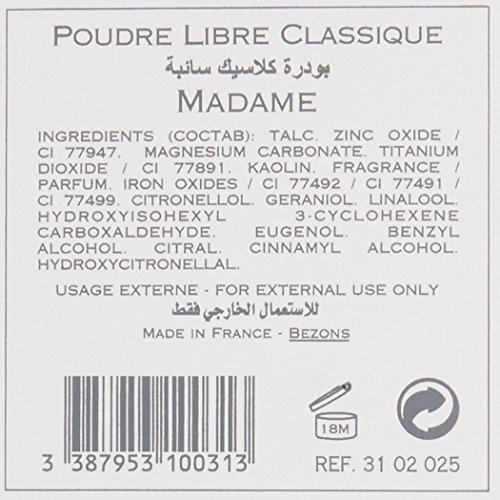 POUDRE LIBRE CLASSIQUE
بودرة كلاسيك سائبة
MADAME
INGREDIENTS (COCTAB): TALC. ZINC OXIDE /
CI 77947. MAGNESIUM CARBONATE. TITANIUM
DIOXIDE / CI 77891. KAOLIN. FRAGRANCE /
PARFUM. IRON OXIDES / CI 77492 / CI 77491 /
CI 77499. CITRONELLOL. GERANIOL. LINALOOL.
HYDROXYISOHEXYL 3-CYCLOHEXENE
CARBOXALDEHYDE. EUGENOL. BENZYL
ALCOHOL. CITRAL. CINNAMYL ALCOHOL.
HYDROXYCITRONELLAL.
USAGE EXTERNE - FOR EXTERNAL USE ONLY
للاستعمال الخارجي فقط
MADE IN FRANCE - BEZONS
18M
3 387953 100313
REF. 31 02 025